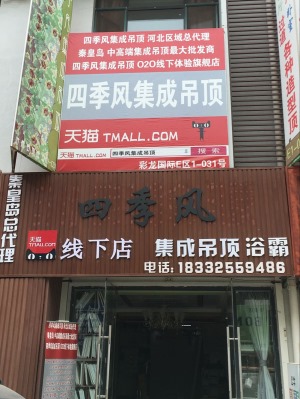 四季风集成吊顶 河北区域总代理
秦皇岛 中高端集成吊顶最大批发商
四季风集成吊顶 O2O线下体验旗舰店
四季风集成吊顶
天猫 TMALL.COM
天猫 TMALL.COM 四季风集成吊顶 搜索
彩龙国际E区1-031号
秦皇岛总代理
四季风
天猫
TMALL.COM
线下店
集成吊顶 浴霸
电话:18332559486